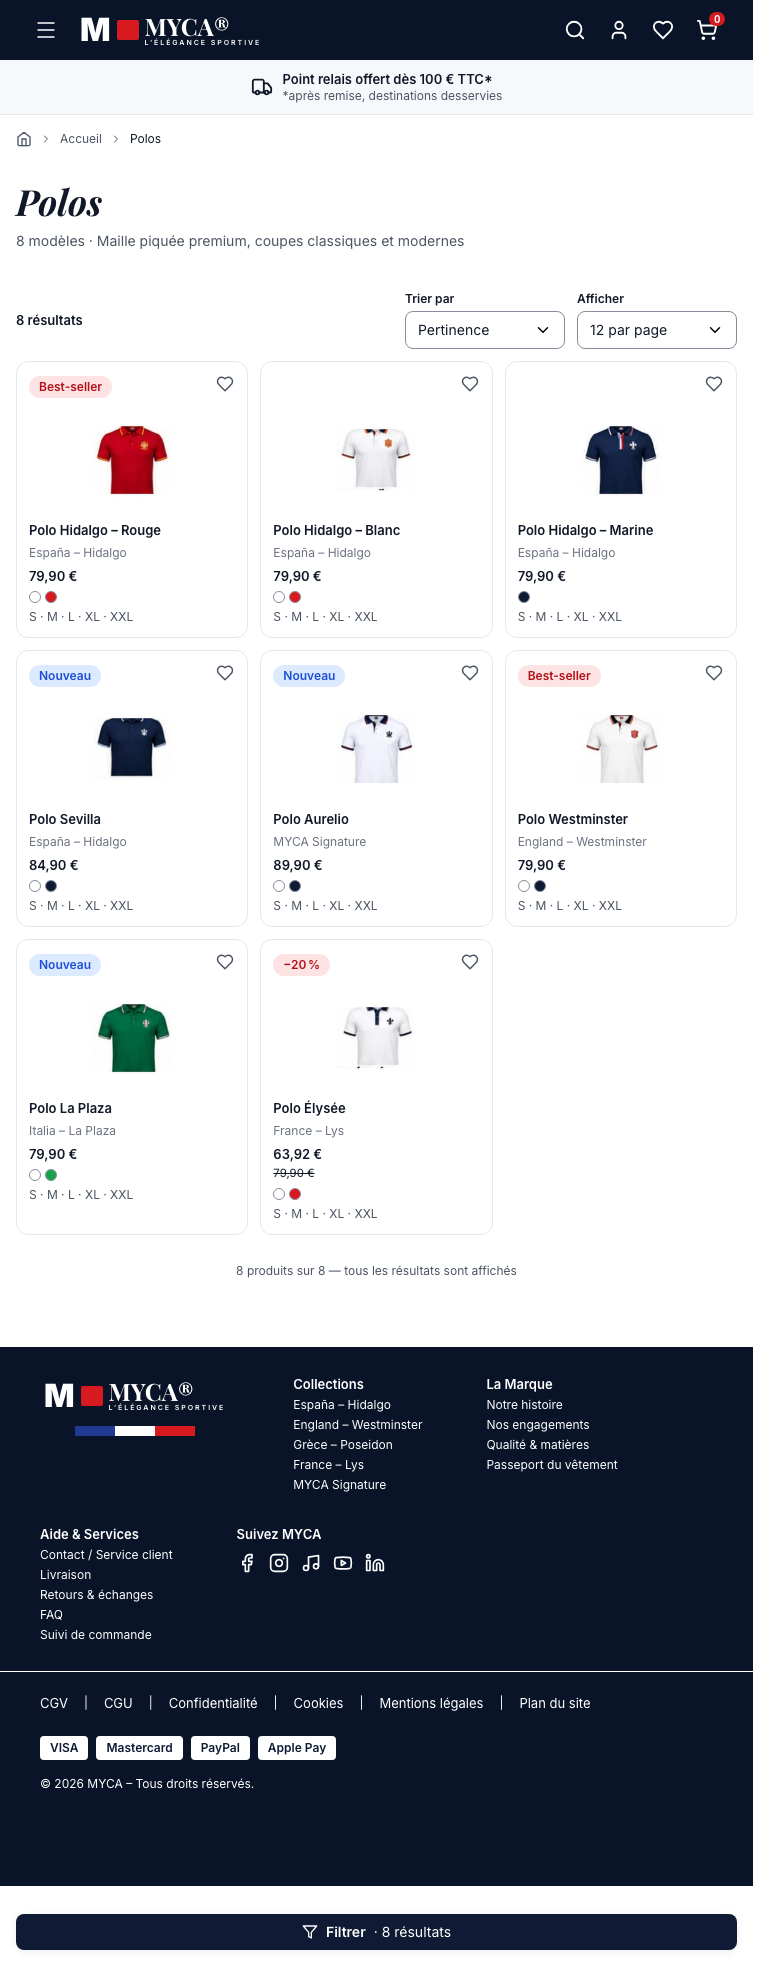 M MYCA®
L'ÉLÉGANCE SPORTIVE
0
Point relais offert dès 100 € TTC*
*après remise, destinations desservies
Accueil
Polos
Polos
8 modèles · Maille piquée premium, coupes classiques et modernes
8 résultats
Trier par
Pertinence
Afficher
12 par page
Best-seller
Polo Hidalgo – Rouge
España – Hidalgo
79,90 €
S · M · L · XL · XXL
Polo Hidalgo – Blanc
España – Hidalgo
79,90 €
S · M · L · XL · XXL
Polo Hidalgo – Marine
España – Hidalgo
79,90 €
S · M · L · XL · XXL
Nouveau
Polo Sevilla
España – Hidalgo
84,90 €
S · M · L · XL · XXL
Nouveau
Polo Aurelio
MYCA Signature
89,90 €
S · M · L · XL · XXL
Best-seller
Polo Westminster
England – Westminster
79,90 €
S · M · L · XL · XXL
Nouveau
Polo La Plaza
Italia – La Plaza
79,90 €
S · M · L · XL · XXL
−20 %
Polo Élysée
France – Lys
63,92 €
79,90 €
S · M · L · XL · XXL
8 produits sur 8 — tous les résultats sont affichés
M MYCA®
L'ÉLÉGANCE SPORTIVE
Collections
España – Hidalgo
England – Westminster
Grèce – Poseidon
France – Lys
MYCA Signature
La Marque
Notre histoire
Nos engagements
Qualité & matières
Passeport du vêtement
Aide & Services
Contact / Service client
Livraison
Retours & échanges
FAQ
Suivi de commande
Suivez MYCA
CGV | CGU | Confidentialité | Cookies | Mentions légales | Plan du site
VISA Mastercard PayPal Apple Pay
© 2026 MYCA – Tous droits réservés.
Filtrer · 8 résultats